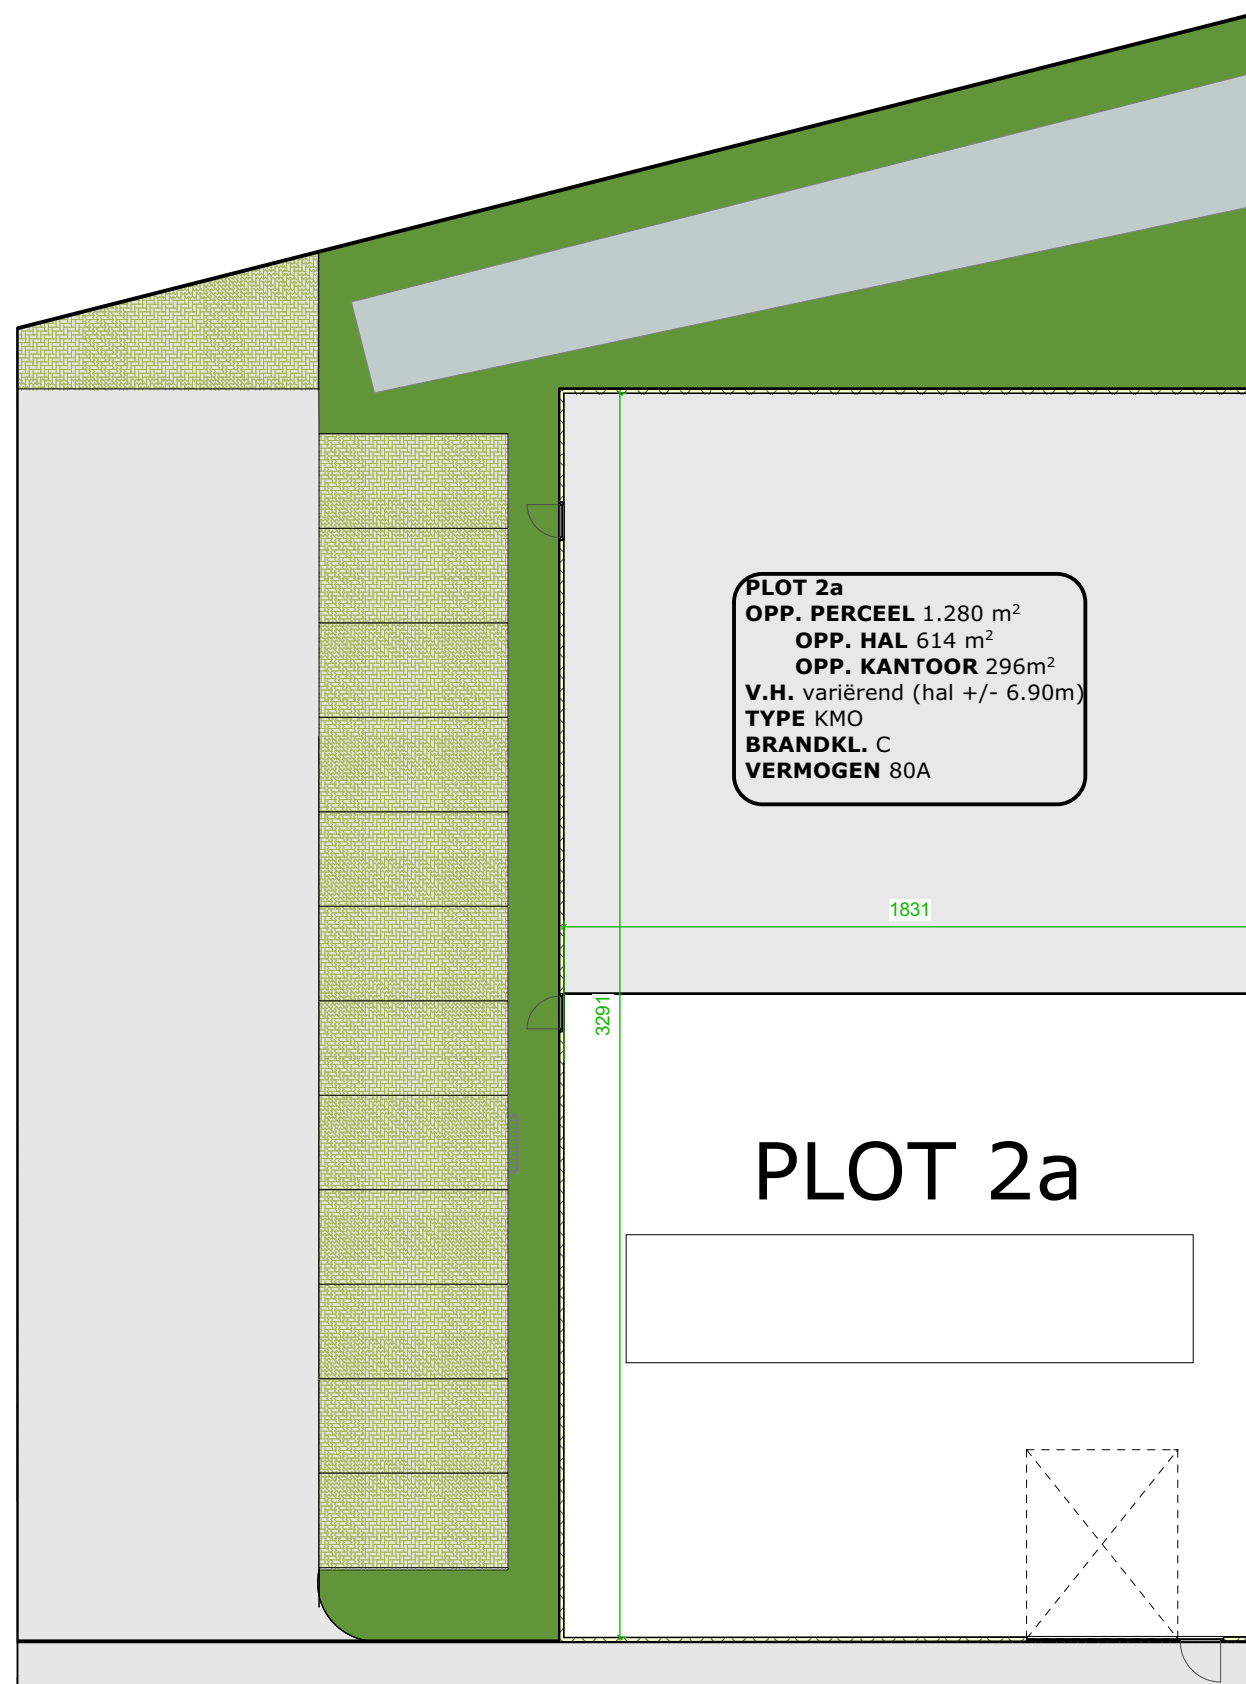 PLOT 2a
OPP. PERCEEL 1.280 m²
OPP. HAL 614 m²
OPP. KANTOOR 296m²
V.H. variërend (hal +/- 6.90m)
TYPE KMO
BRANDKL. C
VERMOGEN 80A
1831
3291
PLOT 2a